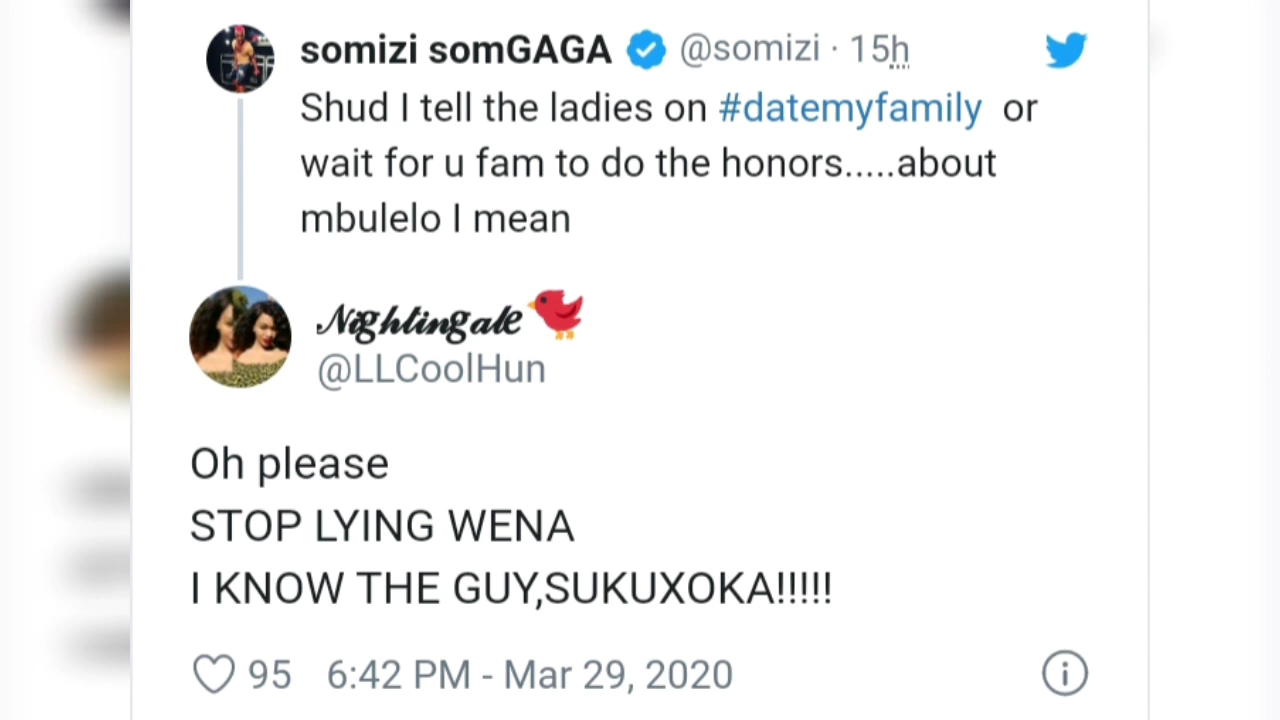 somizi somGAGA @somizi · 15h
Shud I tell the ladies on #datemyfamily or
wait for u fam to do the honors.....about
mbulelo I mean
Nightingale
@LLCoolHun
Oh please
STOP LYING WENA
I KNOW THE GUY,SUKUXOKA!!!!!
95 6:42 PM - Mar 29, 2020